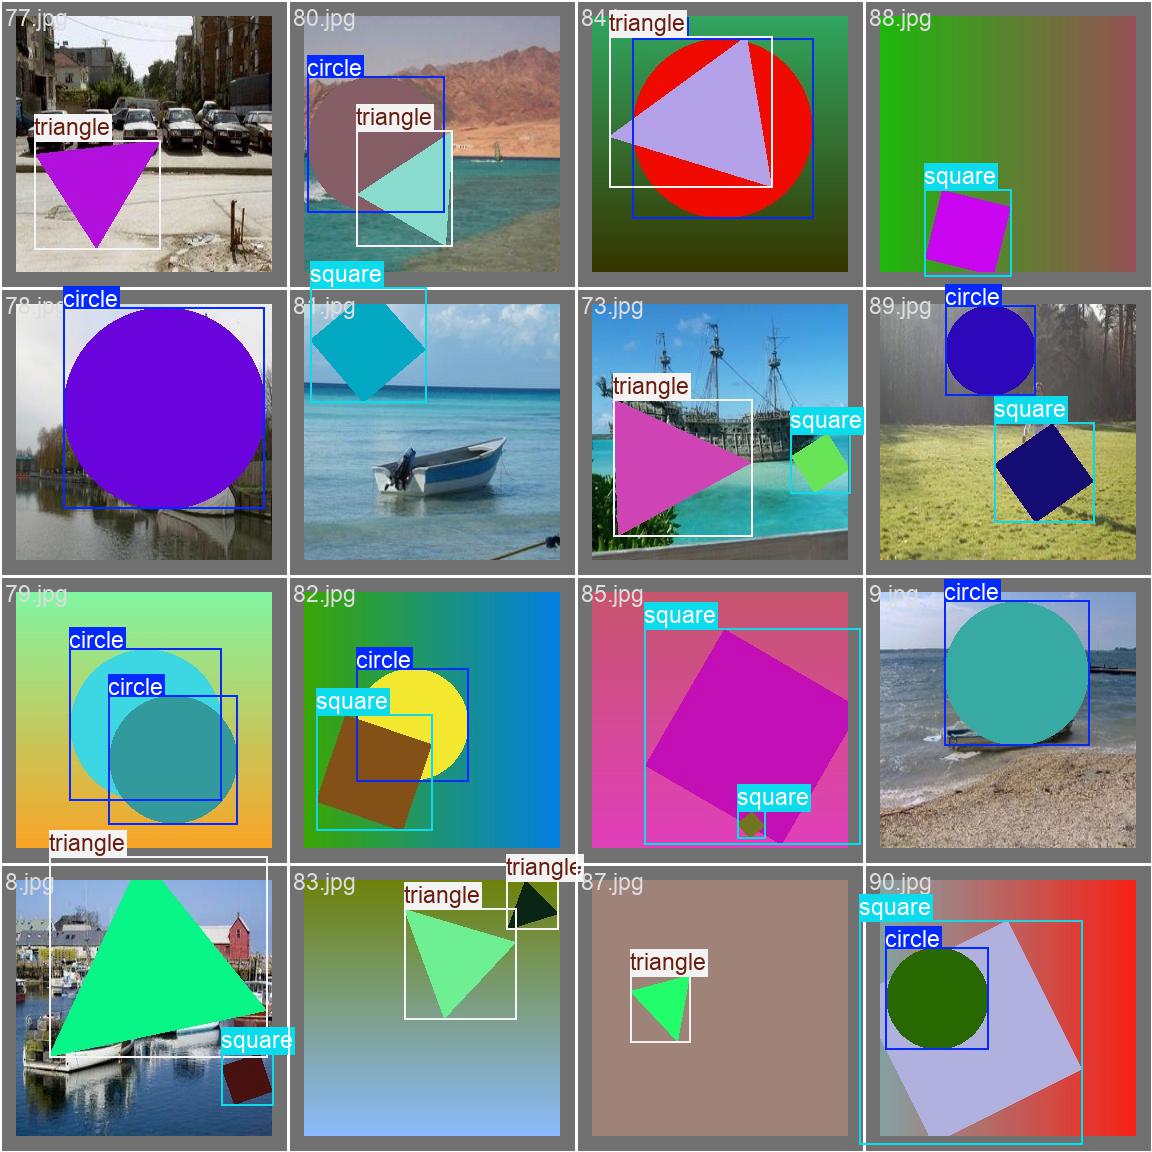 77.jpg
triangle
80.jpg
circle
triangle
84
triangle
88.jpg
square
78.jpg
circle
81.jpg
square
73.jpg
triangle
square
89.jpg
circle
square
79.jpg
circle
circle
82.jpg
circle
square
85.jpg
square
square
9.jpg
circle
8.jpg
triangle
square
83.jpg
triangle
triangle
87.jpg
triangle
90.jpg
square
circle